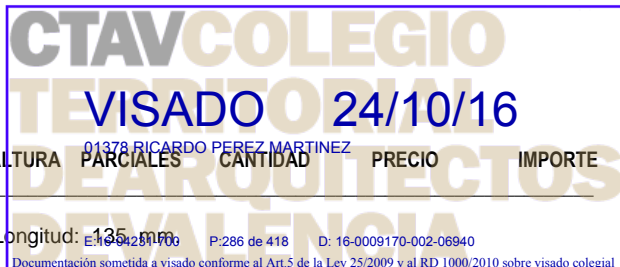 CTAVCOLEGIO
TERRITORIAL
VISADO 24/10/16
01378 RICARDO PEREZ MARTINEZ
LTURA PARCIALES CANTIDAD PRECIO IMPORTE
DEARQUITECTOS
Longitud: 135 mm.
E:16-04231-700 P:286 de 418 D: 16-0009170-002-06940
DEVALENCIA
Documentación sometida a visado conforme al Art.5 de la Ley 25/2009 y al RD 1000/2010 sobre visado colegial